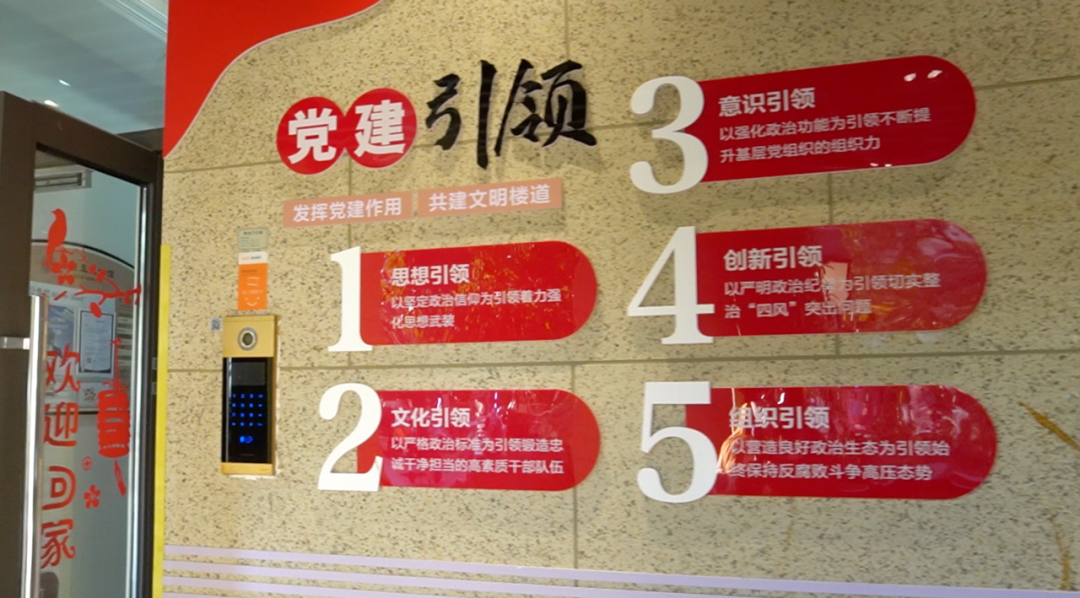 党建引领
发挥党建作用 共建文明楼道
1
思想引领
以坚定政治信仰为引领着力强
化思想武装
2
文化引领
以严格政治标准为引领锻造忠
诚干净担当的高素质干部队伍
3
意识引领
以强化政治功能为引领不断提
升基层党组织的组织力
4
创新引领
以严明政治纪律为引领切实整
治“四风”突出问题
5
组织引领
以营造良好政治生态为引领始
终保持反腐败斗争高压态势
欢迎回家